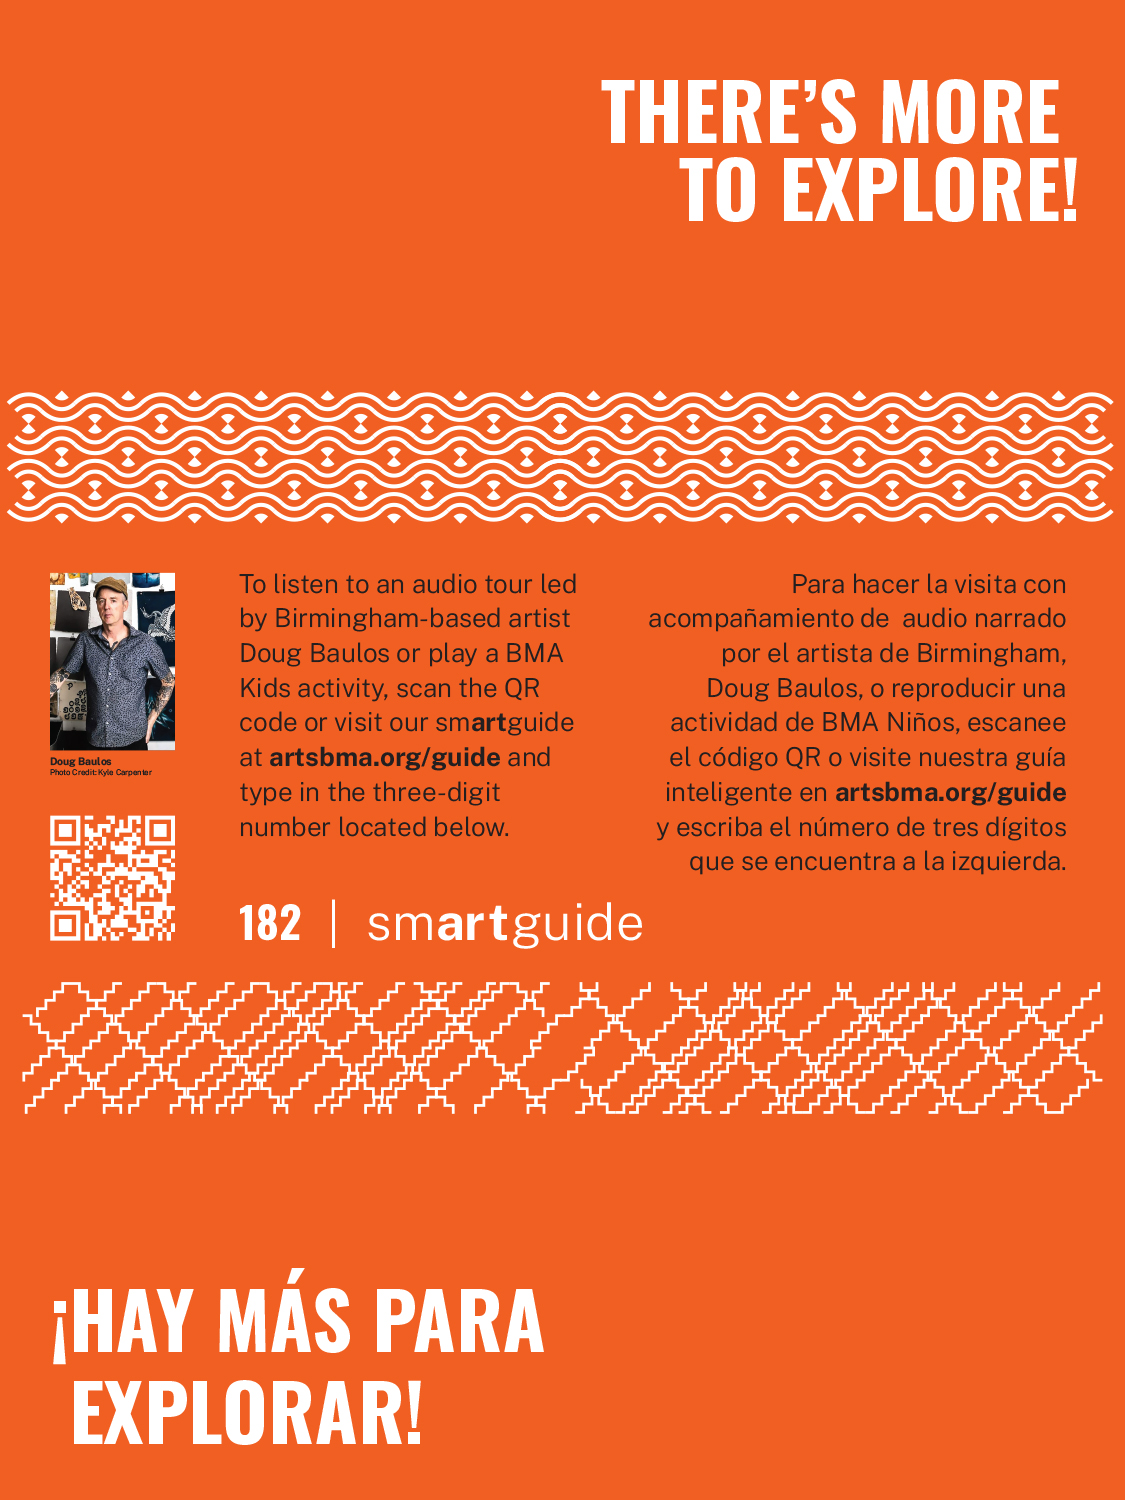 THERE’S MORE
TO EXPLORE!
Doug Baulos
Photo Credit: Kyle Carpenter
To listen to an audio tour led
by Birmingham-based artist
Doug Baulos or play a BMA
Kids activity, scan the QR
code or visit our smartguide
at artsbma.org/guide and
type in the three-digit
number located below.
182 | smartguide
Para hacer la visita con
acompañamiento de audio narrado
por el artista de Birmingham,
Doug Baulos, o reproducir una
actividad de BMA Niños, escanee
el código QR o visite nuestra guía
inteligente en artsbma.org/guide
y escriba el número de tres dígitos
que se encuentra a la izquierda.
¡HAY MÁS PARA
EXPLORAR!